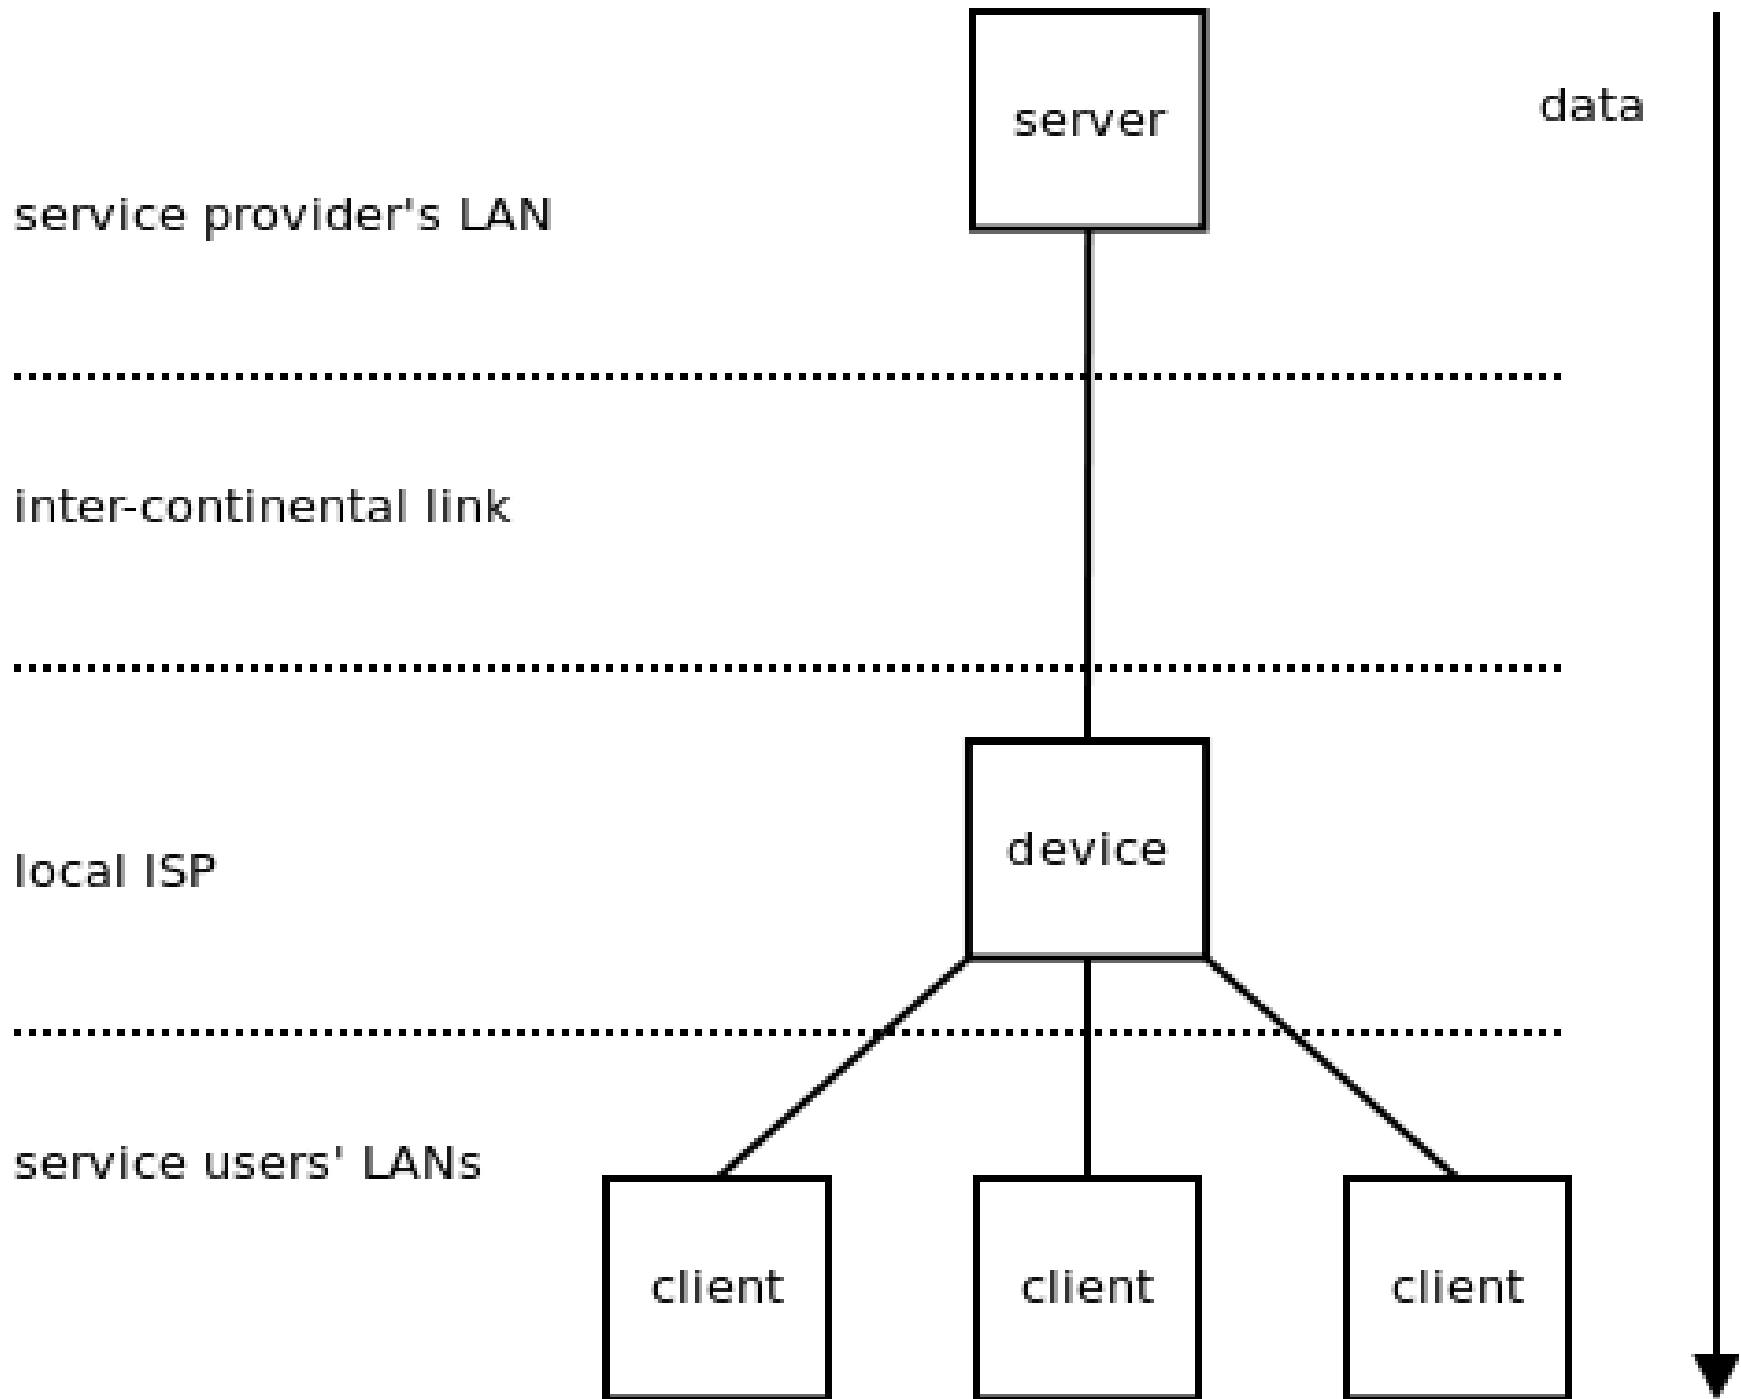 server
data
service provider's LAN
inter-continental link
device
local ISP
service users' LANs
client
client
client